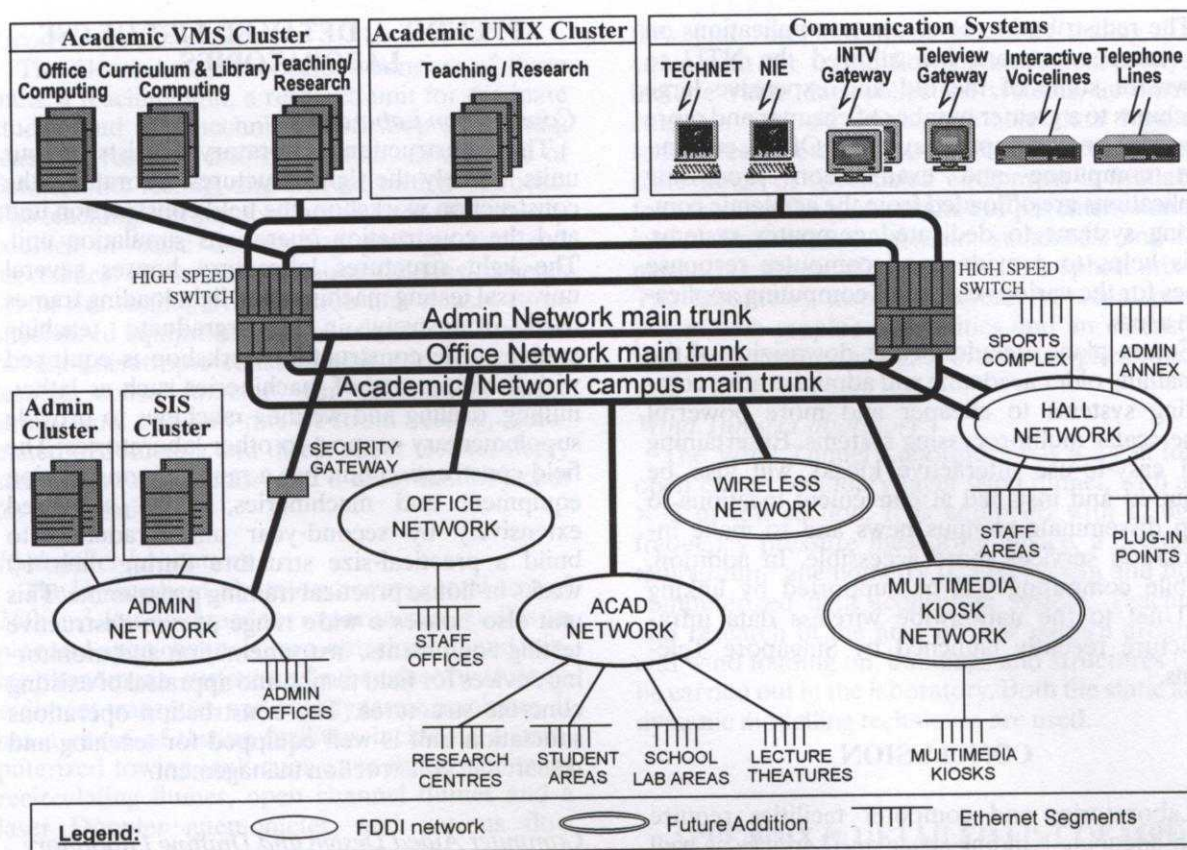 Academic VMS Cluster
Office Computing
Curriculum & Library Computing
Teaching/ Research
Academic UNIX Cluster
Teaching / Research
Communication Systems
TECHNET
NIE
INTV Gateway
Teleview Gateway
Interactive Voicelines
Telephone Lines
HIGH SPEED SWITCH
HIGH SPEED SWITCH
Admin Network main trunk
Office Network main trunk
Academic Network campus main trunk
SPORTS COMPLEX
ADMIN ANNEX
Admin Cluster
SIS Cluster
SECURITY GATEWAY
OFFICE NETWORK
WIRELESS NETWORK
HALL NETWORK
STAFF AREAS
PLUG-IN POINTS
ADMIN NETWORK
STAFF OFFICES
ACAD NETWORK
MULTIMEDIA KIOSK NETWORK
ADMIN OFFICES
RESEARCH CENTRE
STUDENT AREAS
SCHOOL LAB AREAS
LECTURE THEATURES
MULTIMEDIA KIOSKS
Legend:
FDDI network
Future Addition
Ethernet Segments